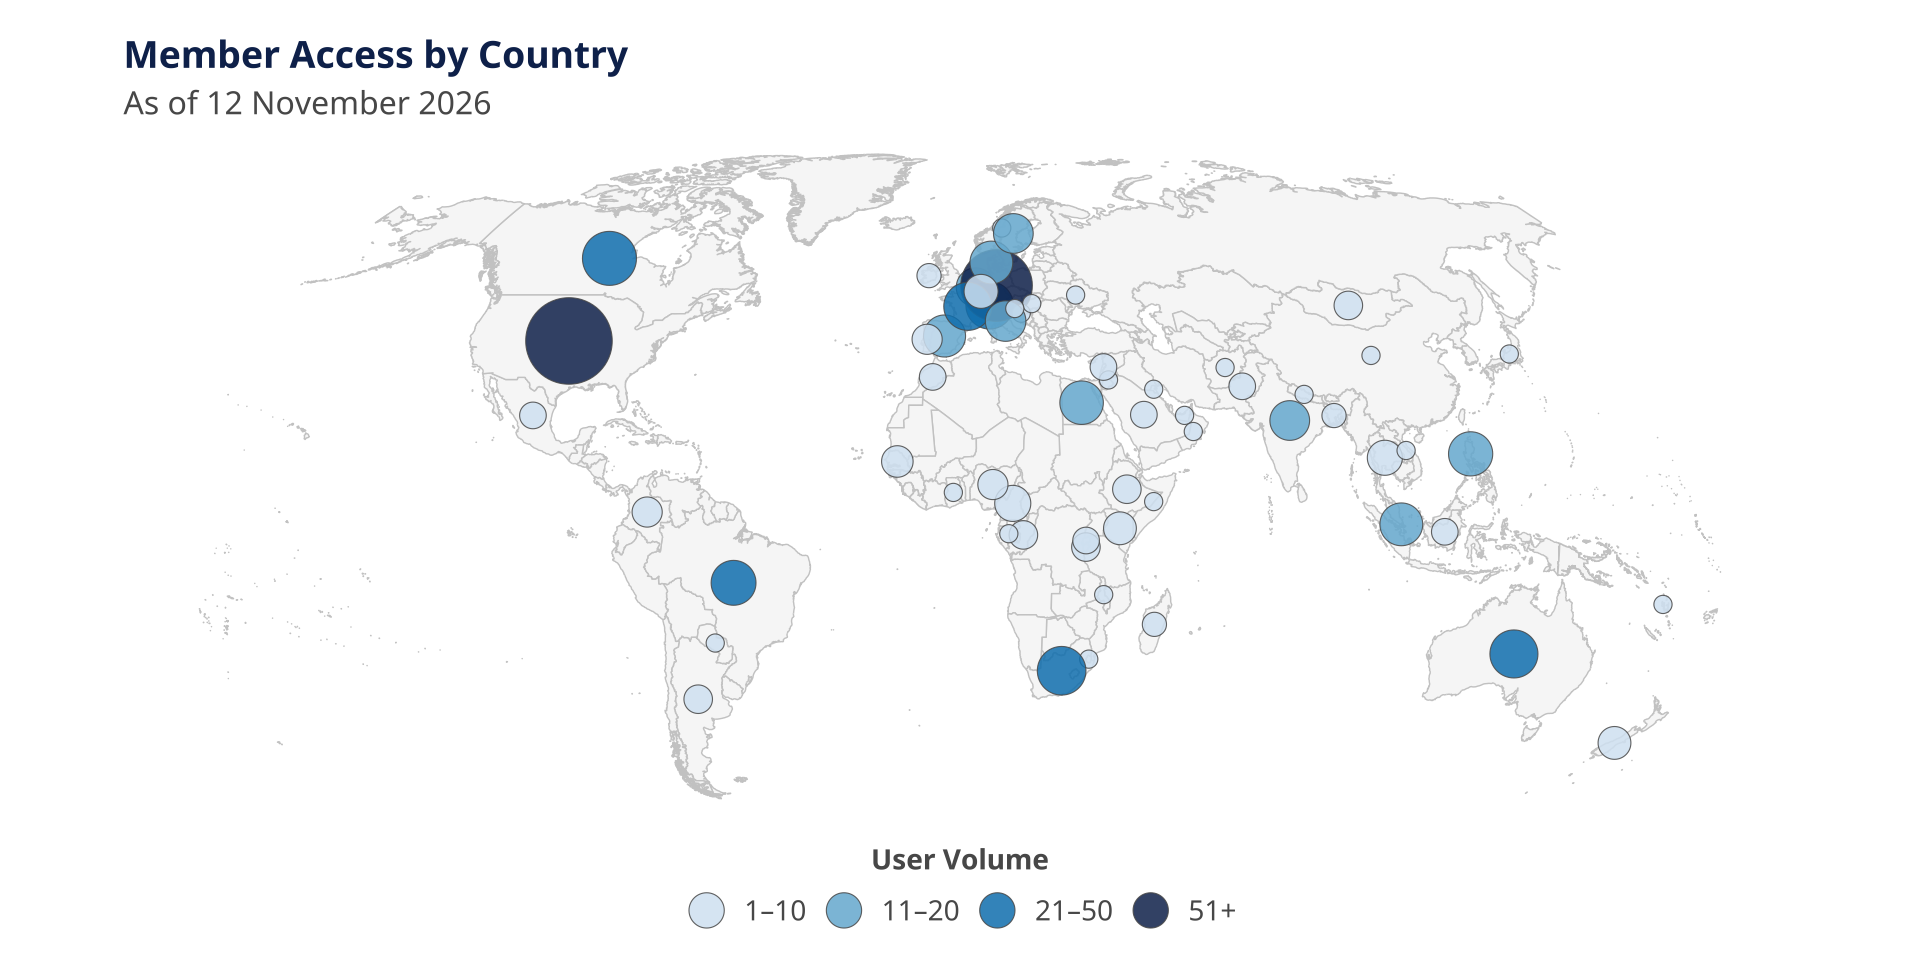 Member Access by Country
As of 12 November 2026
User Volume
1–10 11–20 21–50 51+